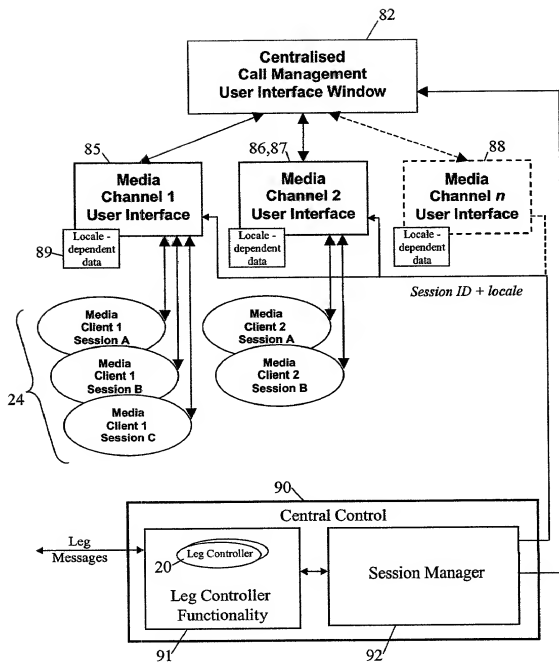 82
Centralised
Call Management
User Interface Window
85
86,87
88
Media
Channel 1
User Interface
Media
Channel 2
User Interface
Media
Channel n
User Interface
89
Locale -
dependent
data
Locale -
dependent
data
Locale -
dependent
data
Session ID + locale
24
Media
Client 1
Session A
Media
Client 1
Session B
Media
Client 1
Session C
Media
Client 2
Session A
Media
Client 2
Session B
90
Central Control
Leg
Messages
20
Leg Controller
Leg Controller
Functionality
Session Manager
91
92